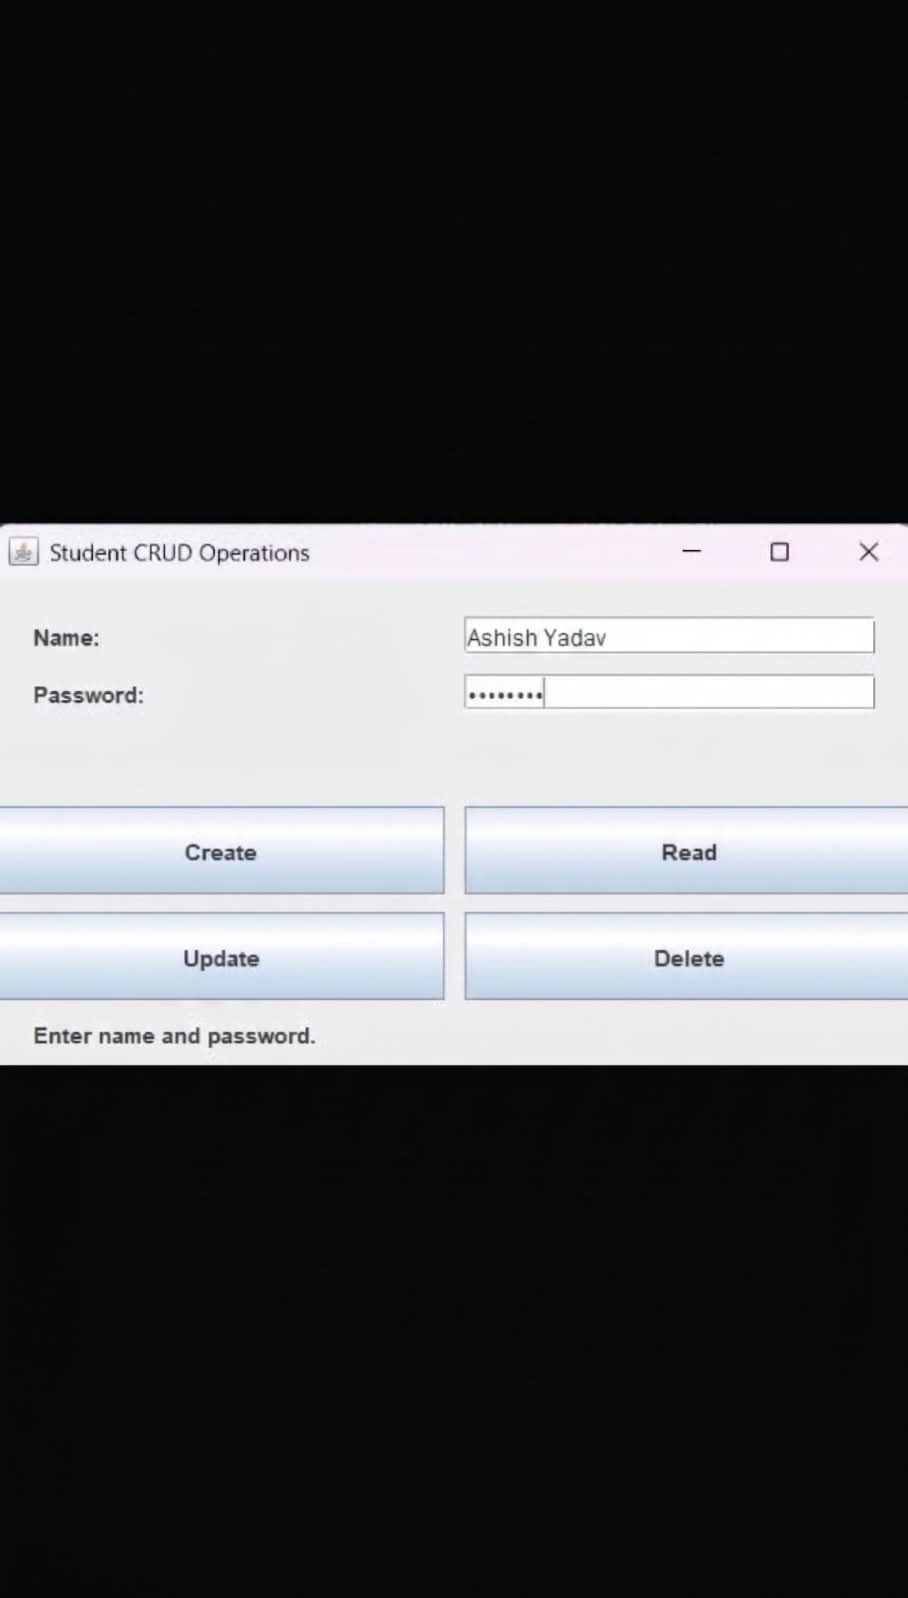 Student CRUD Operations
Name: Ashish Yadav
Password: ••••••••
Create Read
Update Delete
Enter name and password.